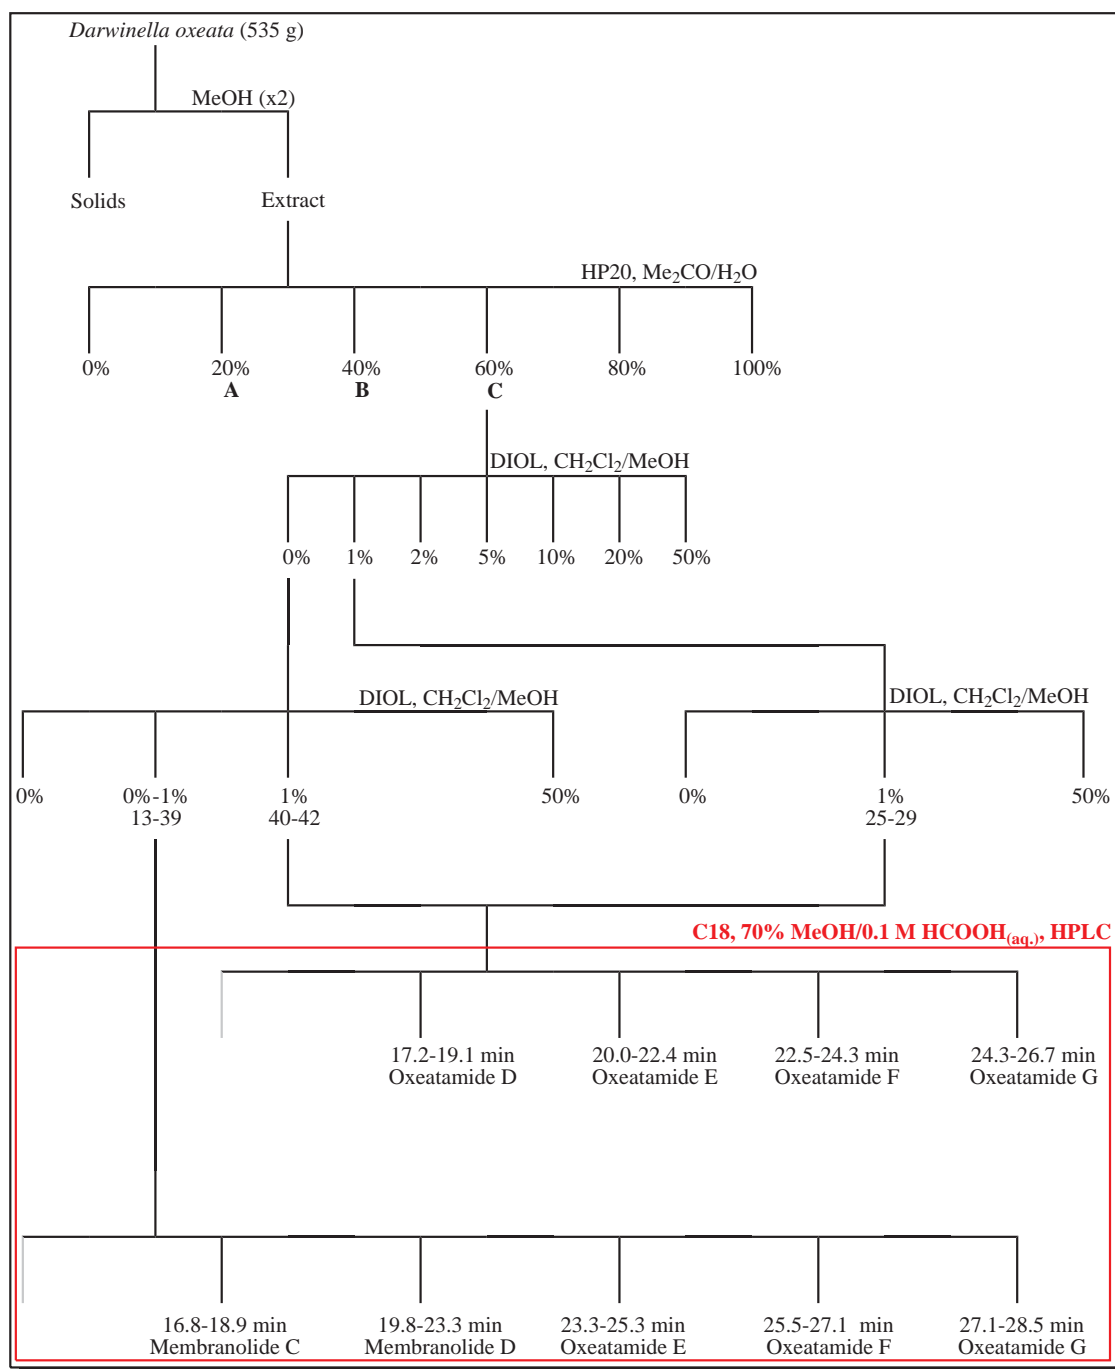 Darwinella oxeata (535 g)
MeOH (x2)
Solids
Extract
HP20, Me₂CO/H₂O
0%
20%
40%
60%
80%
100%
A
B
C
DIOL, CH₂Cl₂/MeOH
0%
1%
2%
5%
10%
20%
50%
DIOL, CH₂Cl₂/MeOH
DIOL, CH₂Cl₂/MeOH
0%
0%-1%
13-39
1%
40-42
50%
0%
1%
25-29
50%
C18, 70% MeOH/0.1 M HCOOH₍aq.₎, HPLC
17.2-19.1 min
Oxeatamide D
20.0-22.4 min
Oxeatamide E
22.5-24.3 min
Oxeatamide F
24.3-26.7 min
Oxeatamide G
16.8-18.9 min
Membranolide C
19.8-23.3 min
Membranolide D
23.3-25.3 min
Oxeatamide E
25.5-27.1 min
Oxeatamide F
27.1-28.5 min
Oxeatamide G